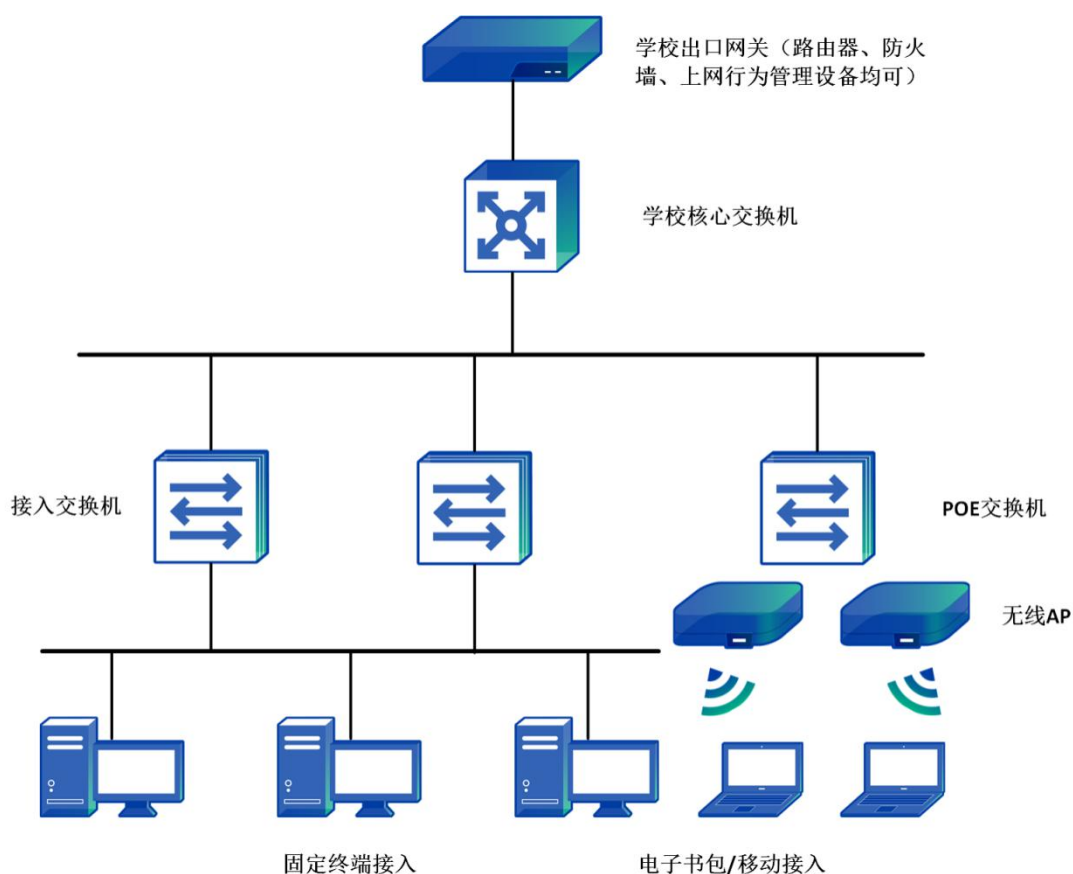 学校出口网关（路由器、防火
墙、上网行为管理设备均可）
学校核心交换机
接入交换机
POE交换机
无线AP
固定终端接入
电子书包/移动接入